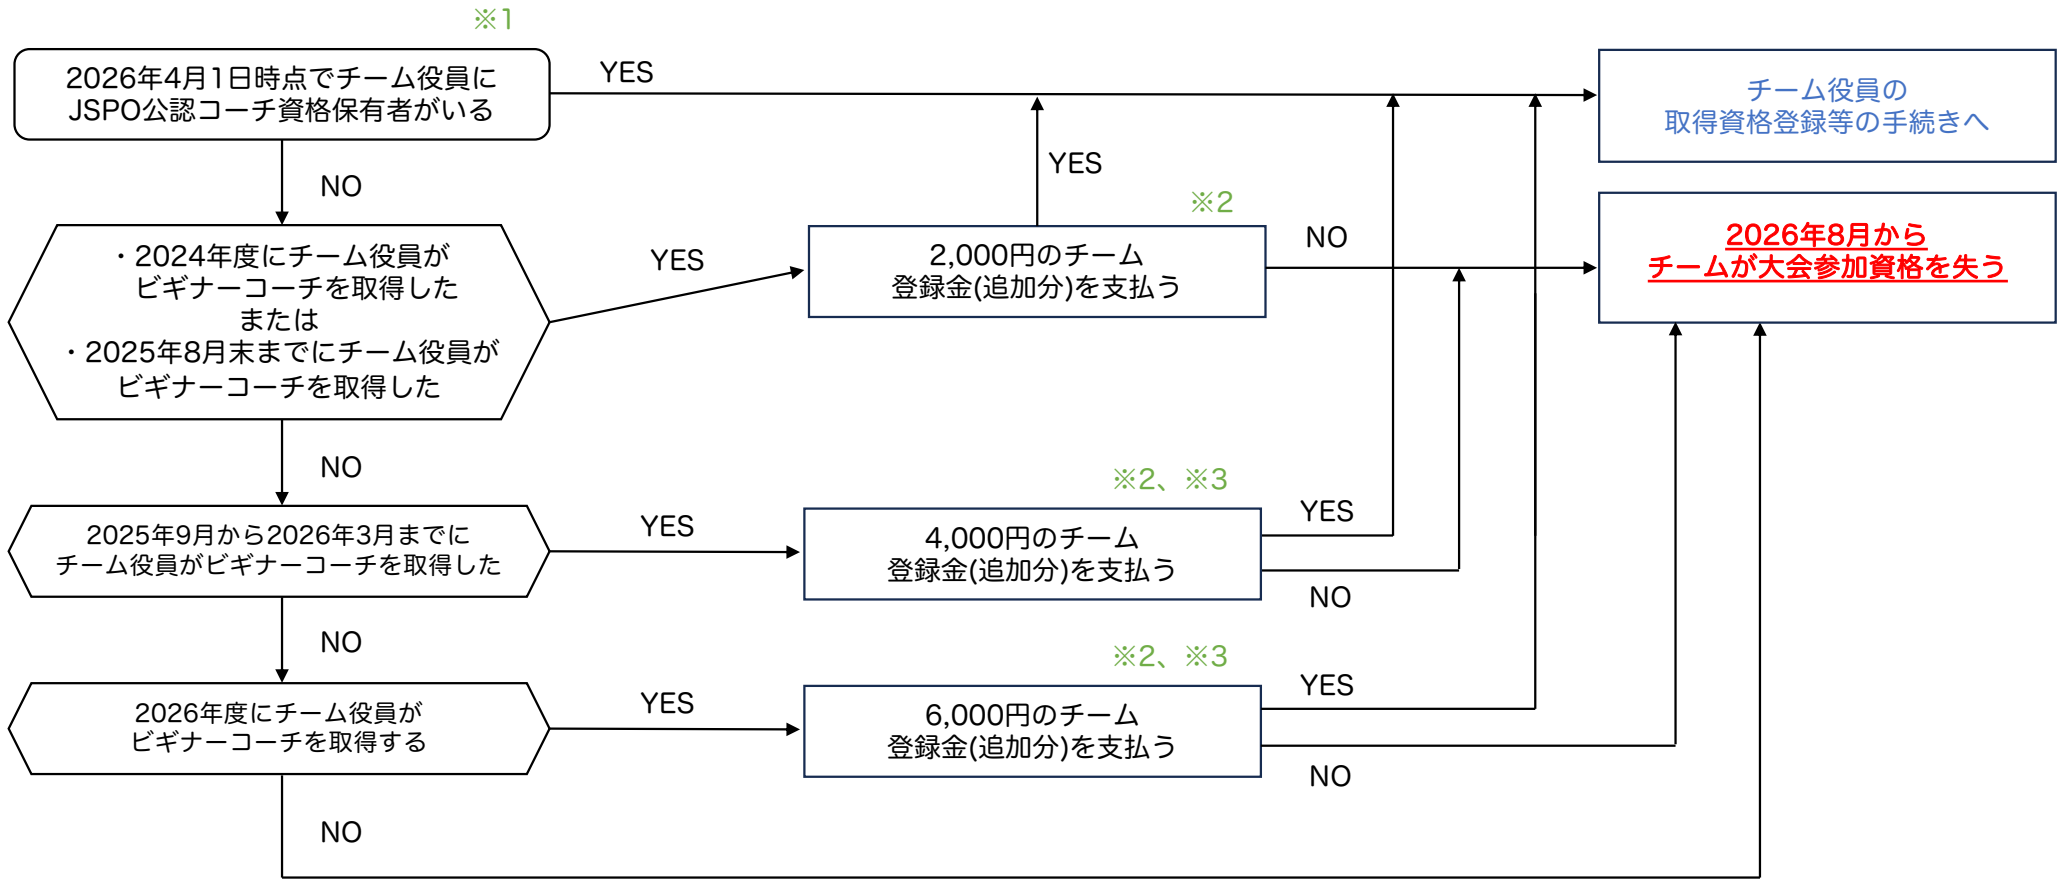 ※1
2026年4月1日時点でチーム役員に
JSPO公認コーチ資格保有者がいる
YES
チーム役員の
取得資格登録等の手続きへ
NO
YES
※2
・2024年度にチーム役員が
ビギナーコーチを取得した
または
・2025年8月末までにチーム役員が
ビギナーコーチを取得した
YES
2,000円のチーム
登録金(追加分)を支払う
NO
2026年8月から
チームが大会参加資格を失う
NO
※2、※3
2025年9月から2026年3月までに
チーム役員がビギナーコーチを取得した
YES
4,000円のチーム
登録金(追加分)を支払う
YES
NO
NO
※2、※3
2026年度にチーム役員が
ビギナーコーチを取得する
YES
6,000円のチーム
登録金(追加分)を支払う
YES
NO
NO